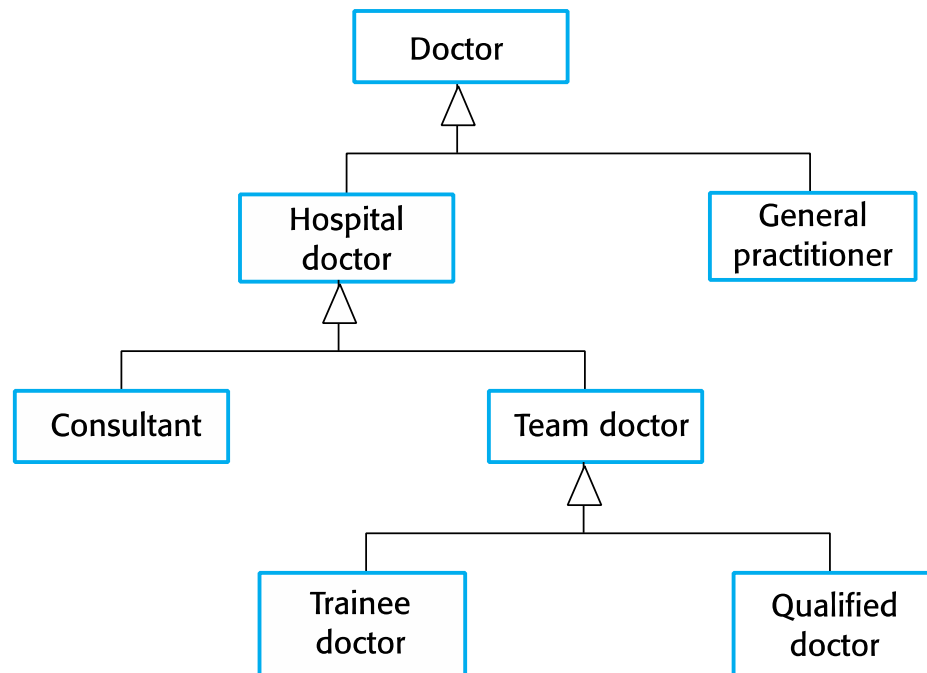 Doctor
Hospital
doctor
General
practitioner
Consultant
Team doctor
Trainee
doctor
Qualified
doctor